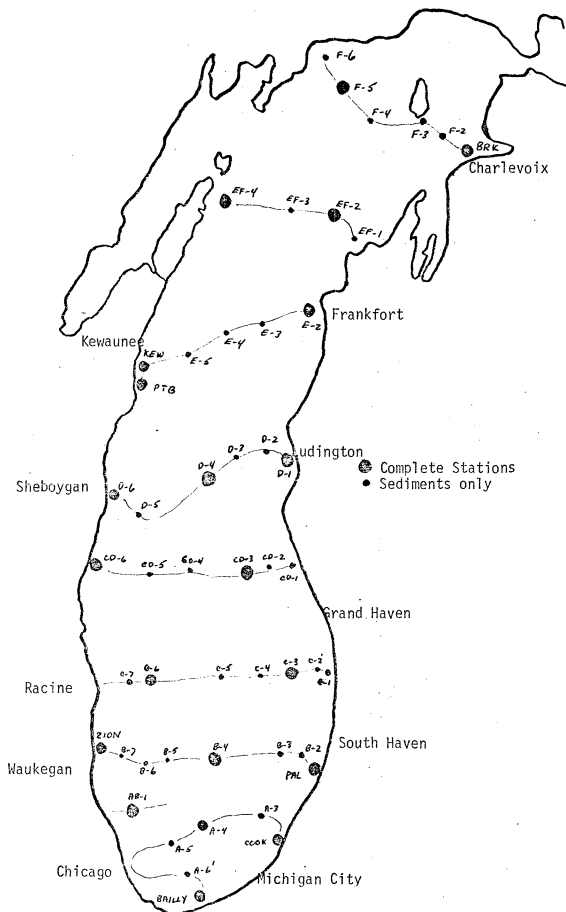 F-6
F-5
F-4
F-3
F-2
BRK
Charlevoix
EF-4
EF-3
EF-2
EF-1
Frankfort
E-2
E-3
E-4
E-5
Kewaunee
KEW
PTB
Ludington
D-2
D-3
D-1
D-4
Complete Stations
Sediments only
Sheboygan
D-6
D-5
CD-6
CD-5
CD-4
CD-3
CD-2
CD-1
Grand Haven
C-7
C-6
C-5
C-4
C-3
C-2'
C-1
Racine
ZION
B-7
B-6
B-5
B-4
B-3
B-2
South Haven
PAL
Waukegan
AB-1
A-3
A-4
A-5
COOK
Chicago
A-6'
Michigan City
BAILLY